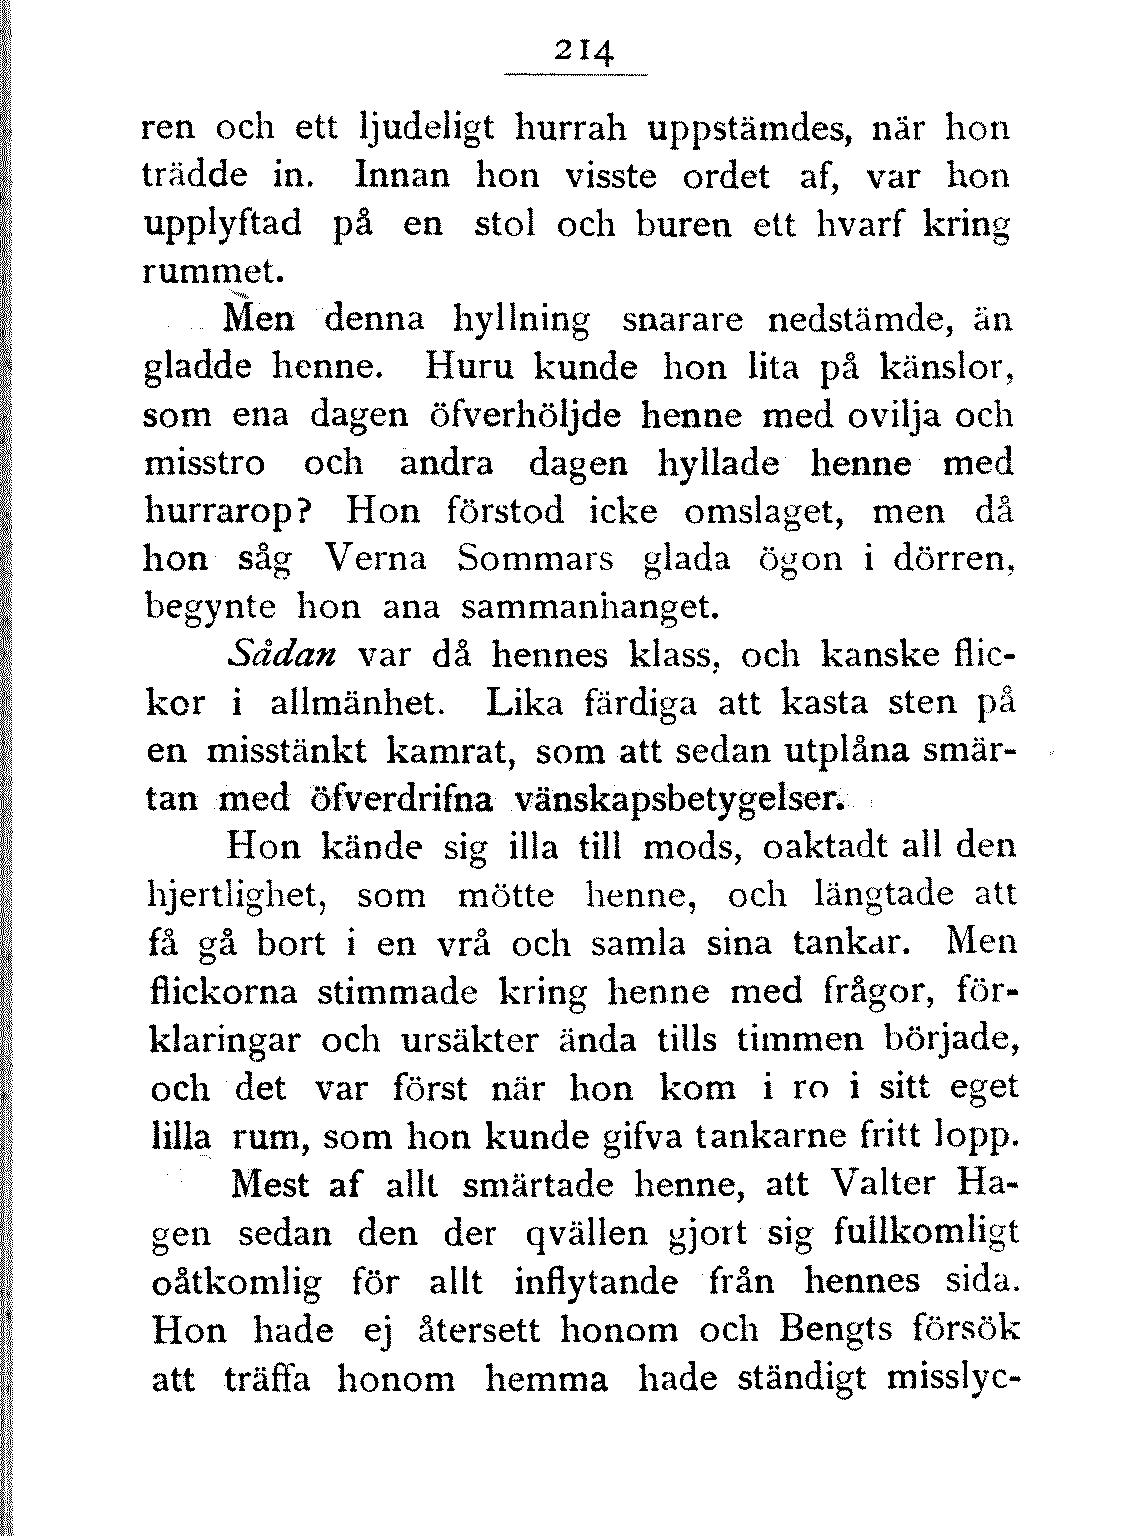 214
ren och ett ljudeligt hurrah uppstämdes, när hon
trädde in. Innan hon visste ordet af, var hon
upplyftad på en stol och buren ett hvarf kring
rummet.
Men denna hyllning snarare nedstämde, än
gladde henne. Huru kunde hon lita på känslor,
som ena dagen öfverhöljde henne med ovilja och
misstro och andra dagen hyllade henne med
hurrarop? Hon förstod icke omslaget, men då
hon såg Verna Sommars glada ögon i dörren,
begynte hon ana sammanhanget.
Sådan var då hennes klass, och kanske flic-
kor i allmänhet. Lika färdiga att kasta sten på
en misstänkt kamrat, som att sedan utplåna smär-
tan med öfverdrifna vänskapsbetygelser.
Hon kände sig illa till mods, oaktadt all den
hjertlighet, som mötte henne, och längtade att
få gå bort i en vrå och samla sina tankar. Men
flickorna stimmade kring henne med frågor, för-
klaringar och ursäkter ända tills timmen började,
och det var först när hon kom i ro i sitt eget
lilla rum, som hon kunde gifva tankarne fritt lopp.
Mest af allt smärtade henne, att Valter Ha-
gen sedan den der qvällen gjort sig fullkomligt
oåtkomlig för allt inflytande från hennes sida.
Hon hade ej återsett honom och Bengts försök
att träffa honom hemma hade ständigt misslyc-